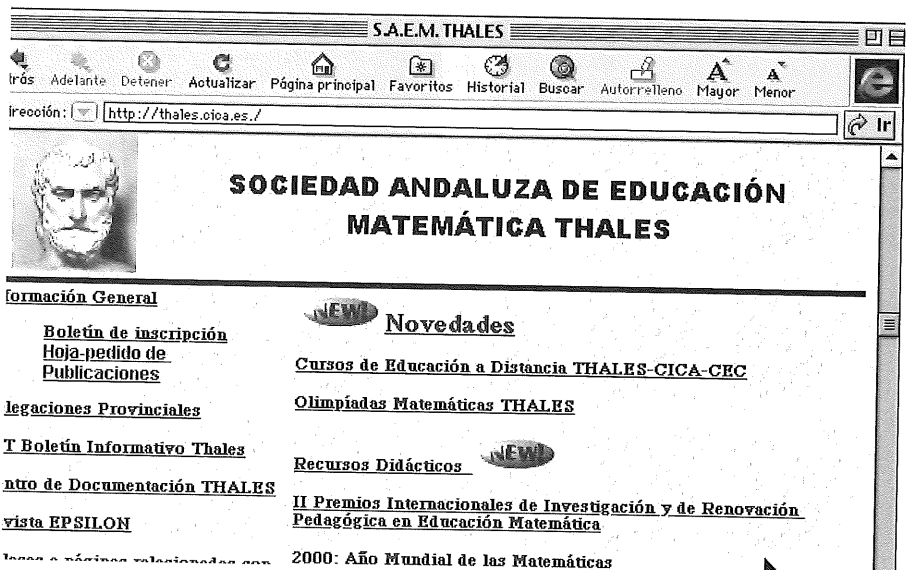 S.A.E.M. THALES
Adelante Detener Actualizar Página principal Favoritos Historial Buscar Autorrelleno Mayor Menor
http://thales.cica.es./ Ir
SOCIEDAD ANDALUZA DE EDUCACIÓN
MATEMÁTICA THALES
formación General
Boletín de inscripción
Hoja-pedido de
Publicaciones
legaciones Provinciales
T Boletín Informativo Thales
ntro de Documentación THALES
vista EPSILON
NEW! Novedades
Cursos de Educación a Distancia THALES-CICA-CEC
Olimpíadas Matemáticas THALES
Recursos Didácticos NEW!
II Premios Internacionales de Investigación y de Renovación
Pedagógica en Educación Matemática
2000: Año Mundial de las Matemáticas